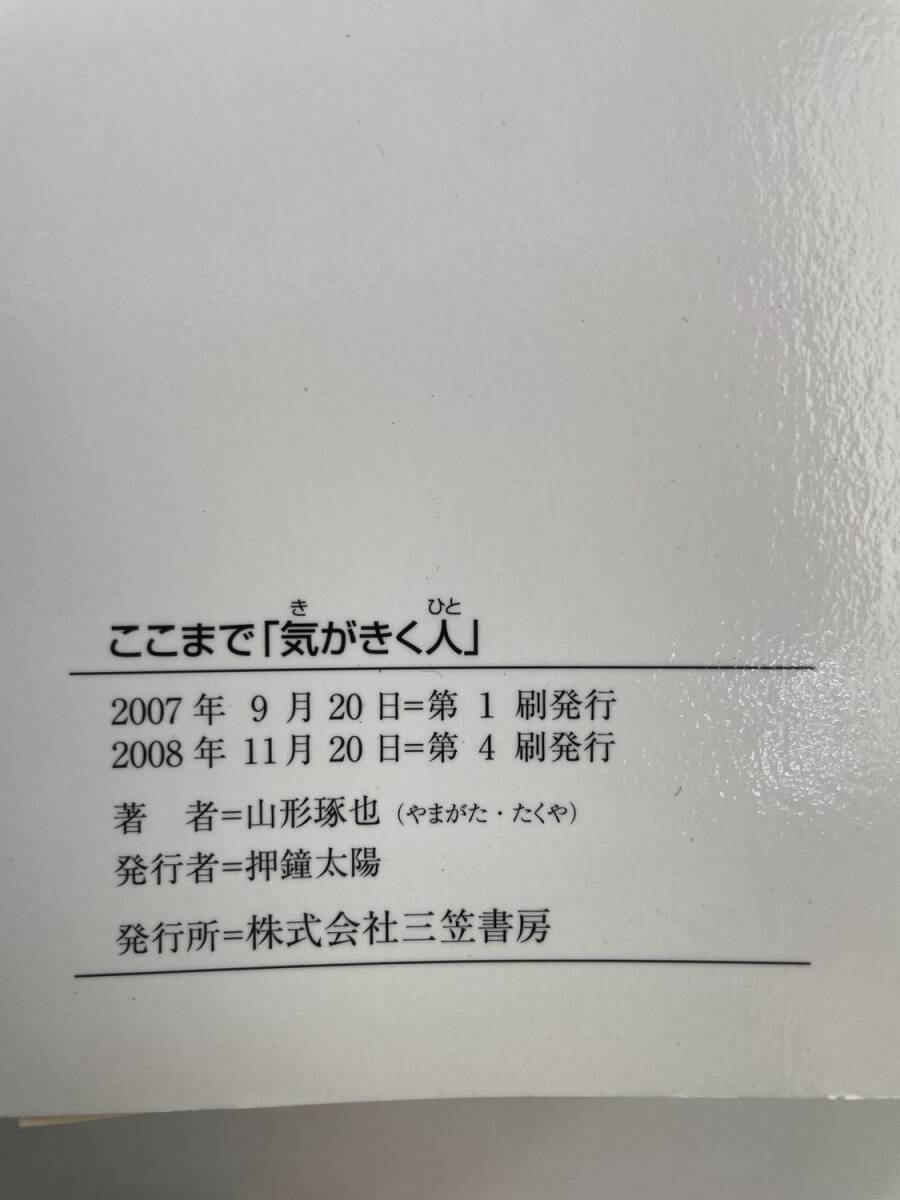 ここまで「気がきく人」
き ひと
2007年 9月20日=第1刷発行
2008年11月20日=第4刷発行
著 者=山形琢也(やまがた・たくや)
発行者=押鐘太陽
発行所=株式会社三笠書房